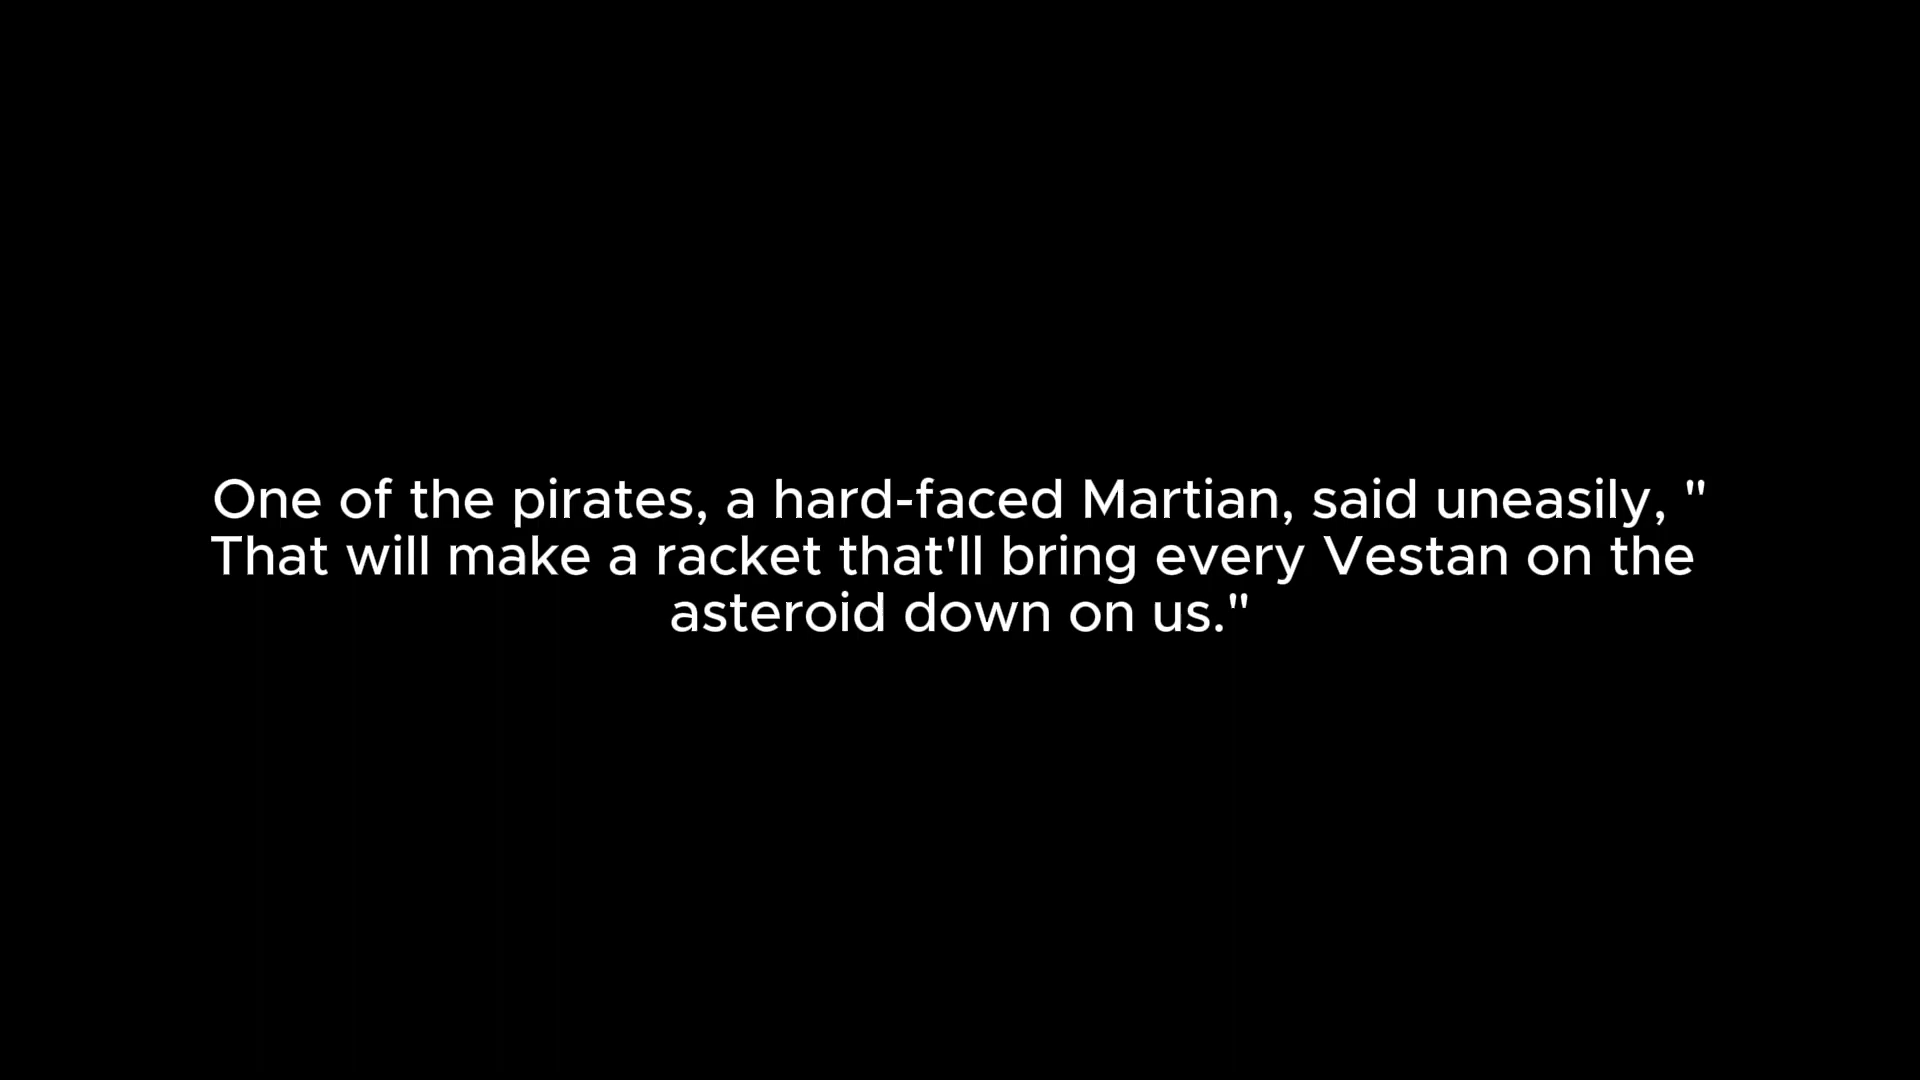 One of the pirates, a hard-faced Martian, said uneasily, "
That will make a racket that'll bring every Vestan on the
asteroid down on us."